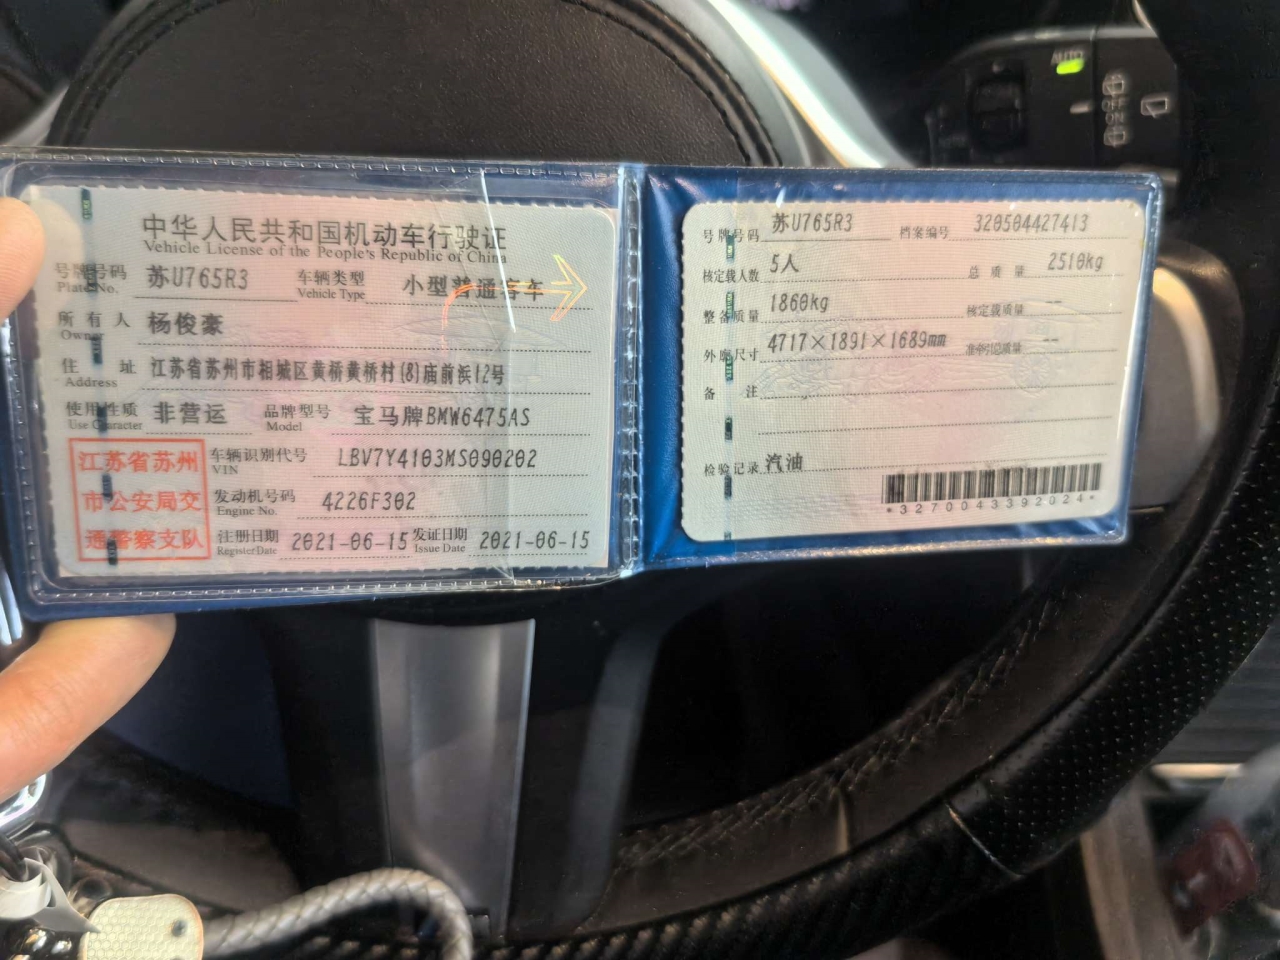 中华人民共和国机动车行驶证
Vehicle License of the People's Republic of China
号牌号码 苏U765R3 车辆类型 小型普通客车
Plate No. Vehicle Type
所有人 杨俊豪
Owner
住址 江苏省苏州市相城区黄桥黄桥村(8)庙前浜12号
Address
使用性质 非营运 品牌型号 宝马牌BMW6475AS
Use Character Model
江苏省苏州
市公安局交
通警察支队
车辆识别代号 LBV7Y4103MS090202
VIN
发动机号码 4226F302
Engine No.
注册日期 2021-06-15 发证日期 2021-06-15
Register Date Issue Date
号牌号码 苏U765R3 档案编号 320504427413
核定载人数 5人 总质量 2510kg
整备质量 1860kg 核定载质量 --
外廓尺寸 4717×1891×1689mm 准牵引总质量 --
备注
检验记录 汽油
*3270043392024*
AUTO
OFF